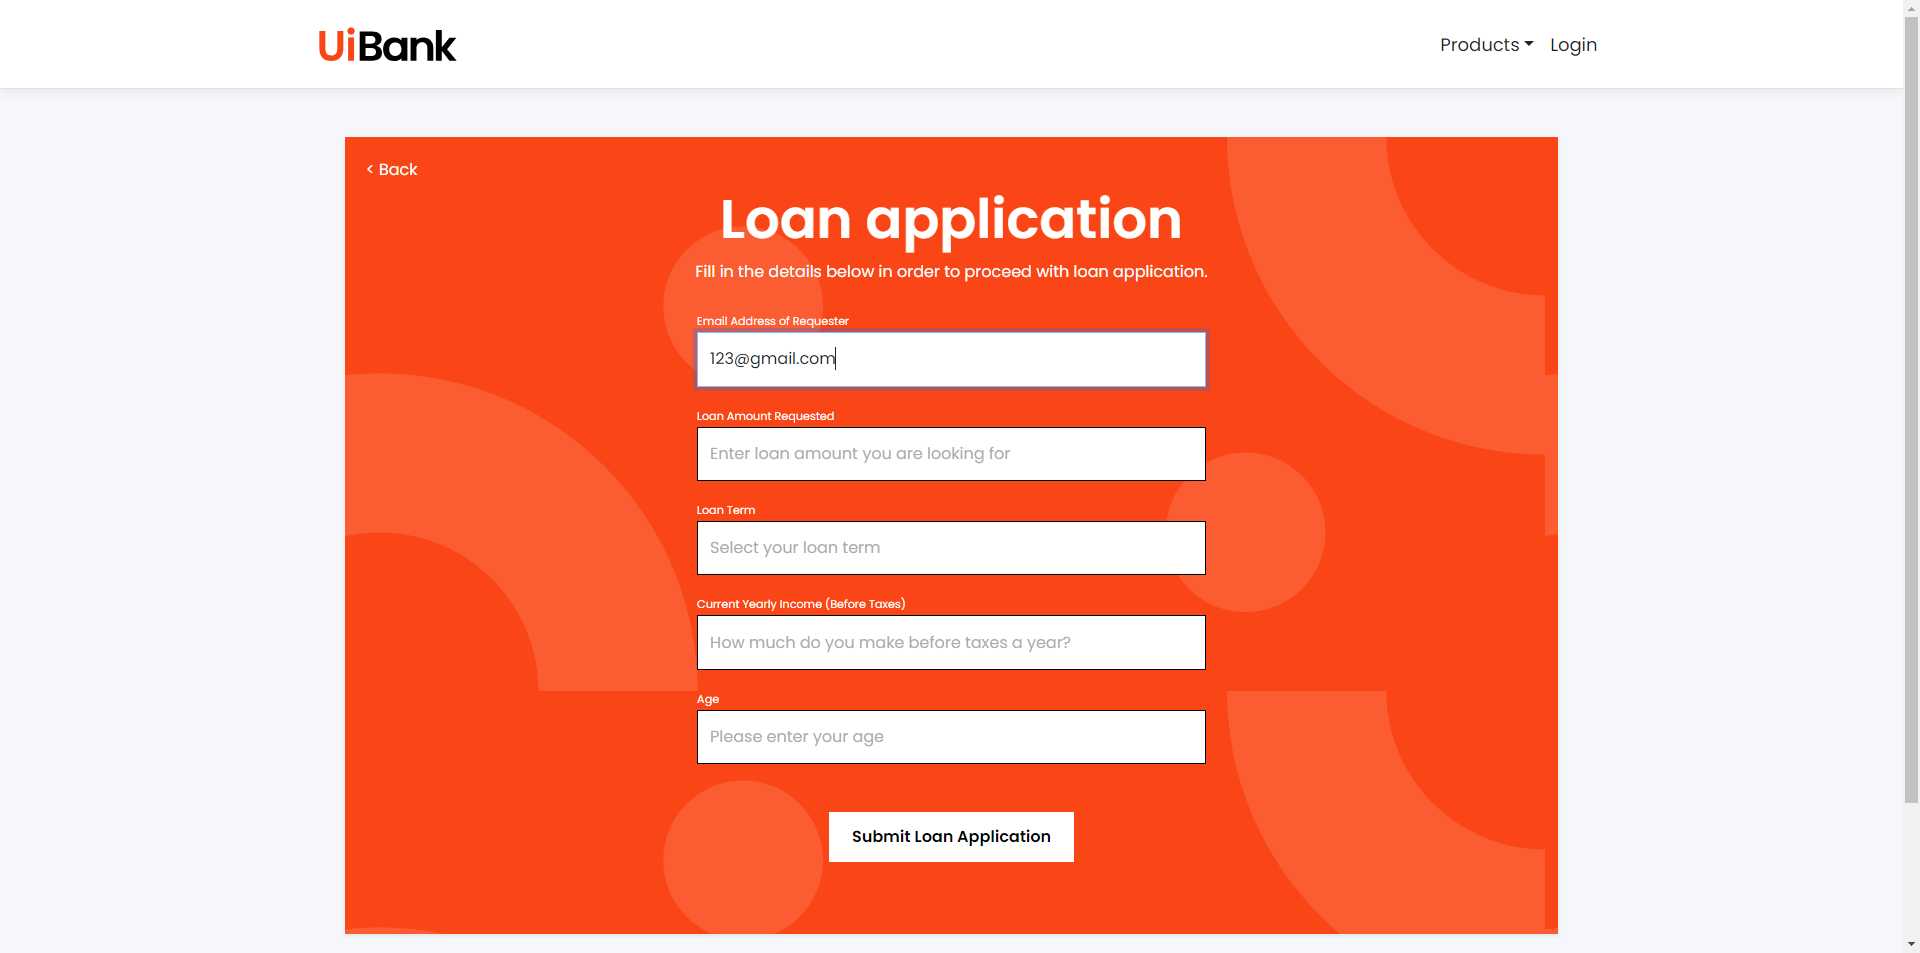 UiBank
Products Login
< Back
Loan application
Fill in the details below in order to proceed with loan application.
Email Address of Requester
123@gmail.com
Loan Amount Requested
Enter loan amount you are looking for
Loan Term
Select your loan term
Current Yearly Income (Before Taxes)
How much do you make before taxes a year?
Age
Please enter your age
Submit Loan Application